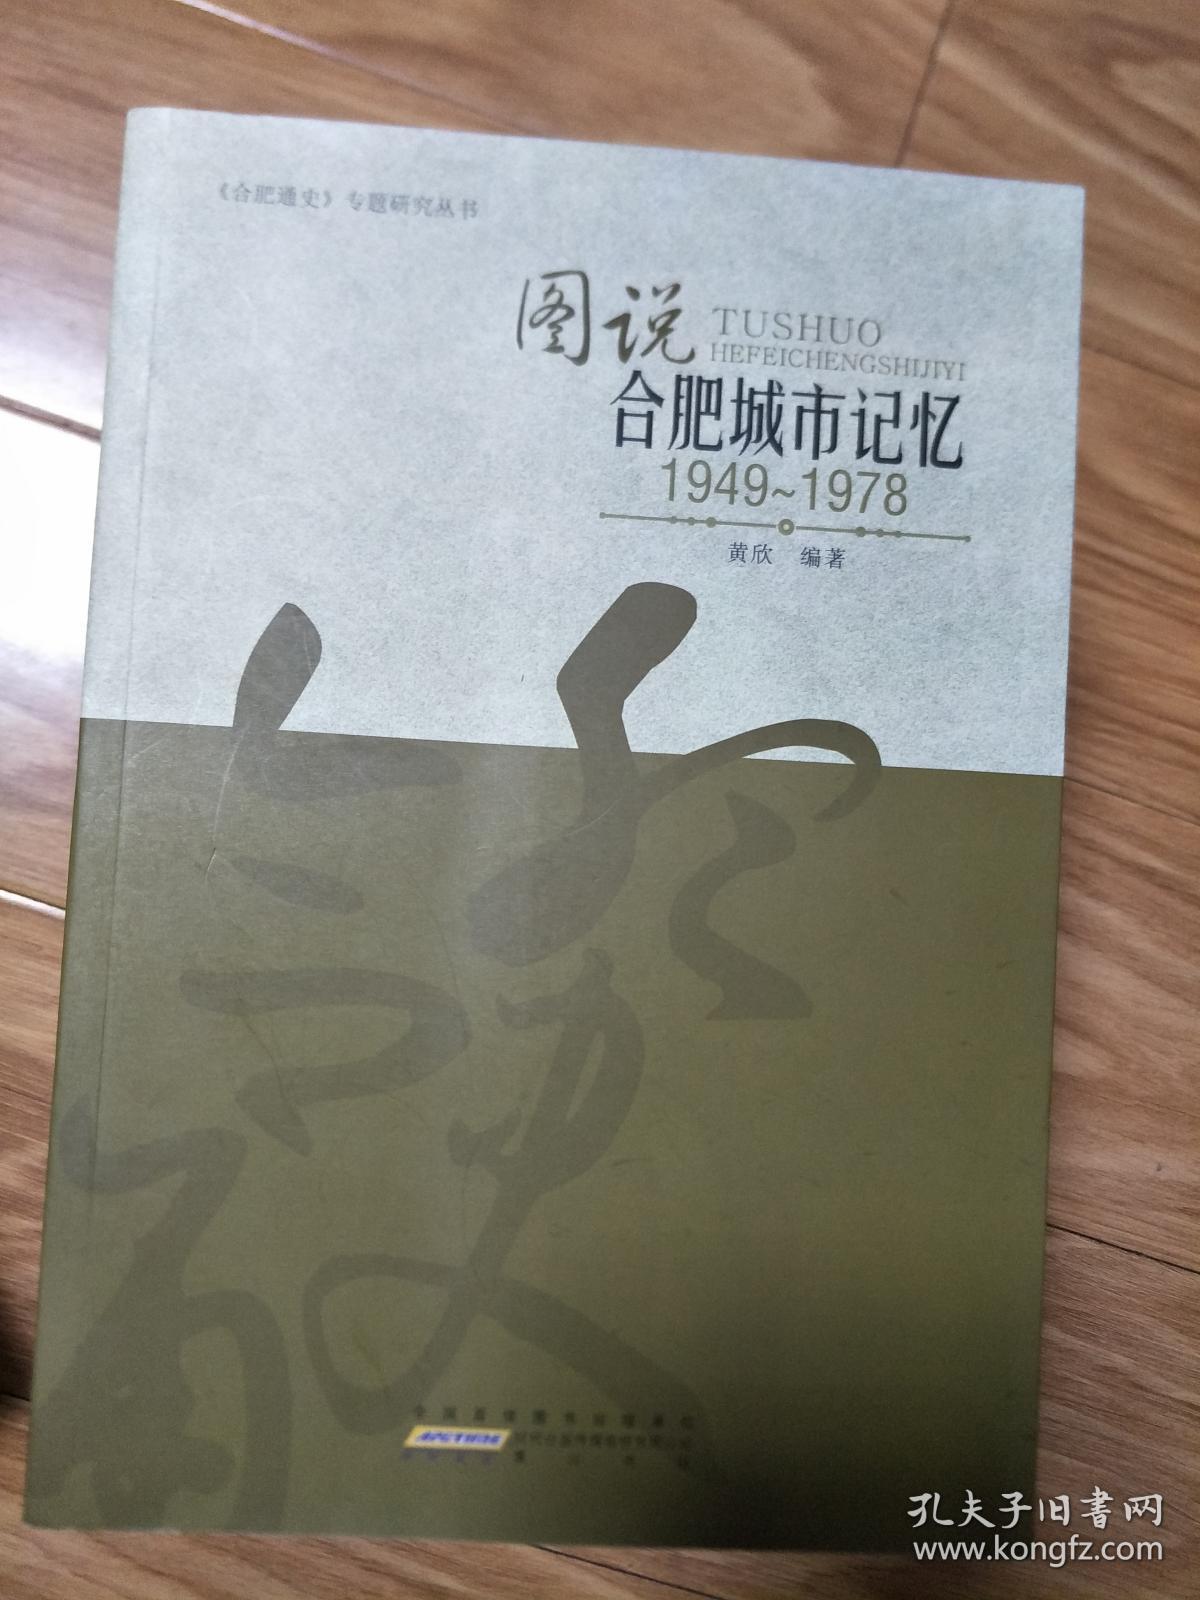 《合肥通史》专题研究丛书
图说
TUSHUO
HEFEICHENGSHIJIYI
合肥城市记忆
1949~1978
黄欣 编著
孔夫子旧书网
www.kongfz.com